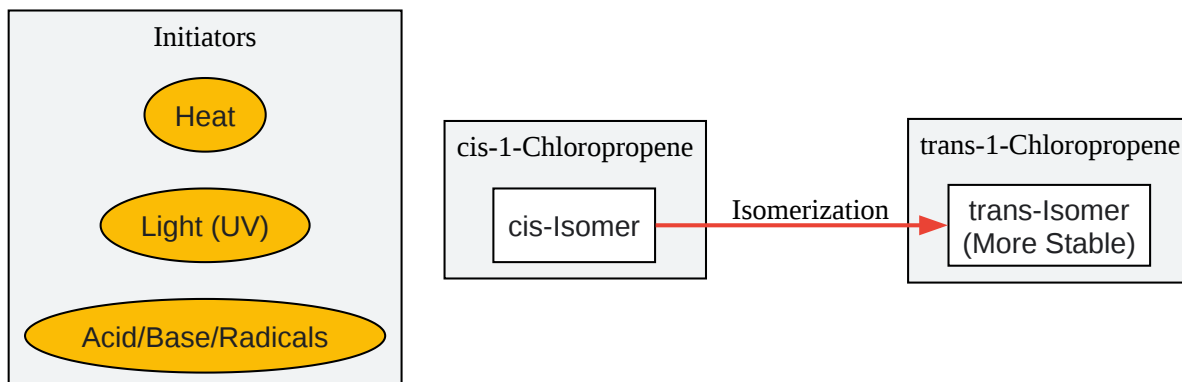 Initiators
Heat
Light (UV)
Acid/Base/Radicals
cis-1-Chloropropene
cis-Isomer
Isomerization
trans-1-Chloropropene
trans-Isomer
(More Stable)